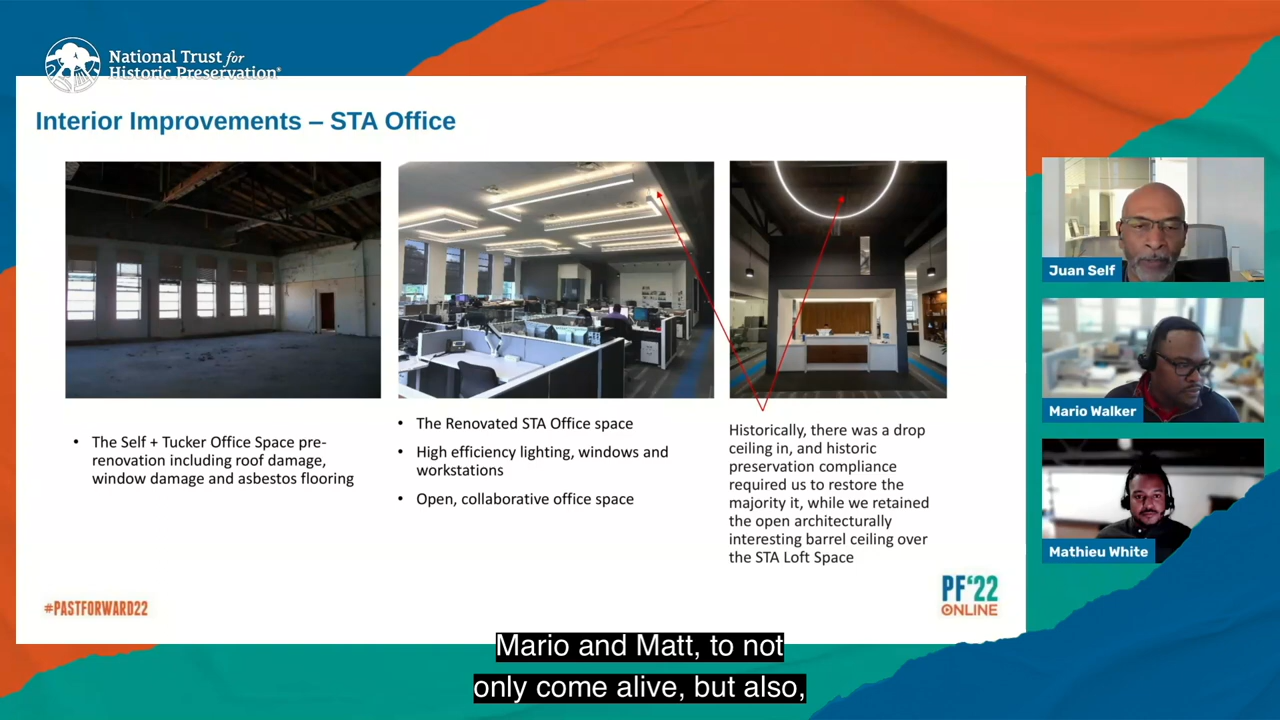 National Trust for
Historic Preservation®
Interior Improvements – STA Office
• The Self + Tucker Office Space pre-
renovation including roof damage,
window damage and asbestos flooring
• The Renovated STA Office space
• High efficiency lighting, windows and
workstations
• Open, collaborative office space
Historically, there was a drop
ceiling in, and historic
preservation compliance
required us to restore the
majority it, while we retained
the open architecturally
interesting barrel ceiling over
the STA Loft Space
#PASTFORWARD22
PF'22
ONLINE
Juan Self
Mario Walker
Mathieu White
Mario and Matt, to not
only come alive, but also,